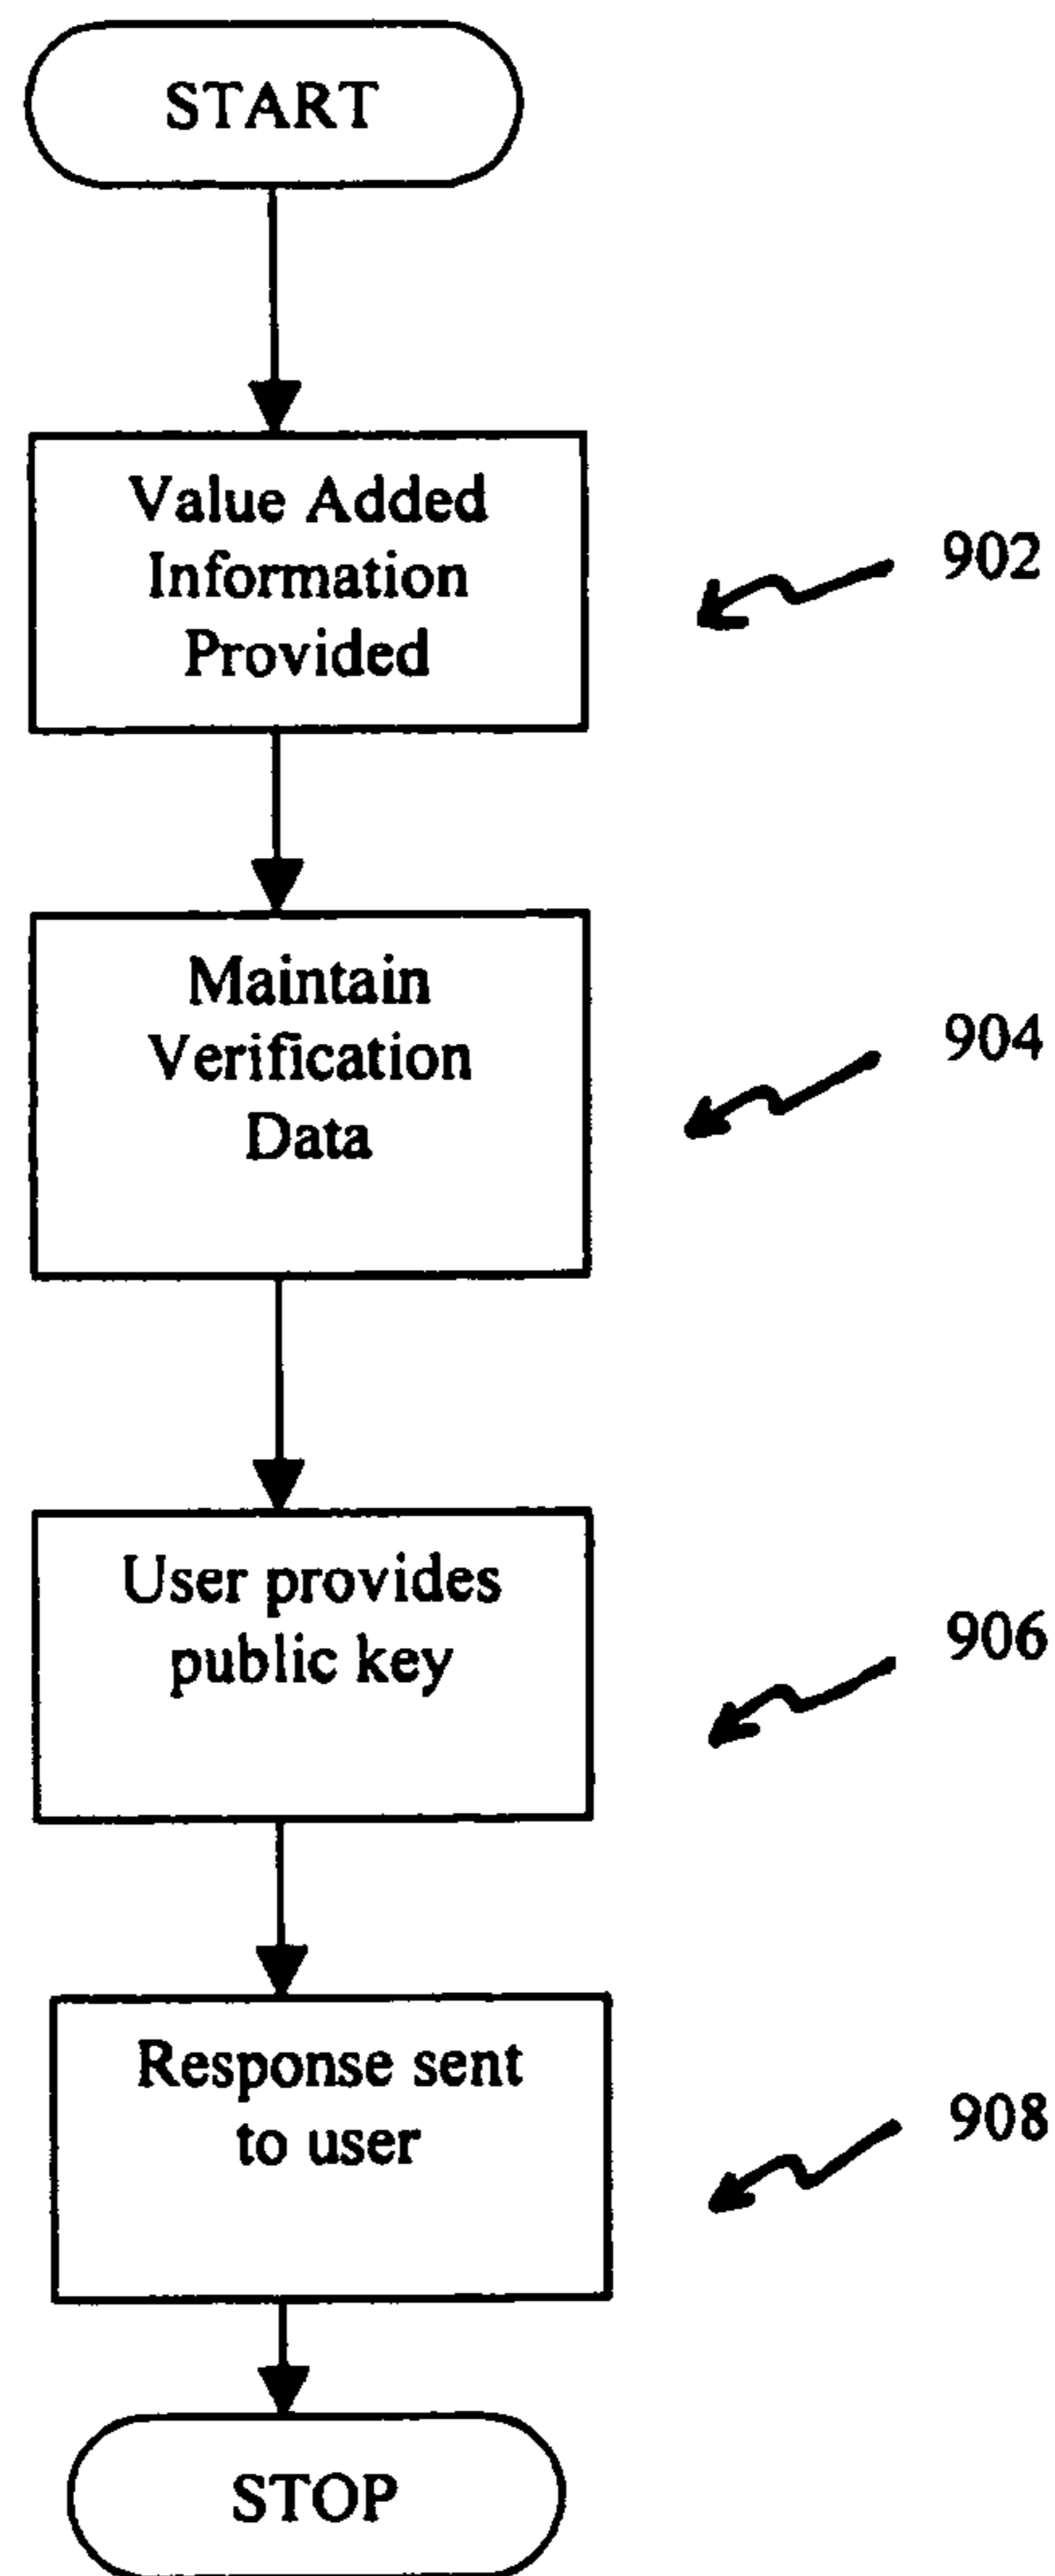 START
Value Added
Information
Provided
902
Maintain
Verification
Data
904
User provides
public key
906
Response sent
to user
908
STOP